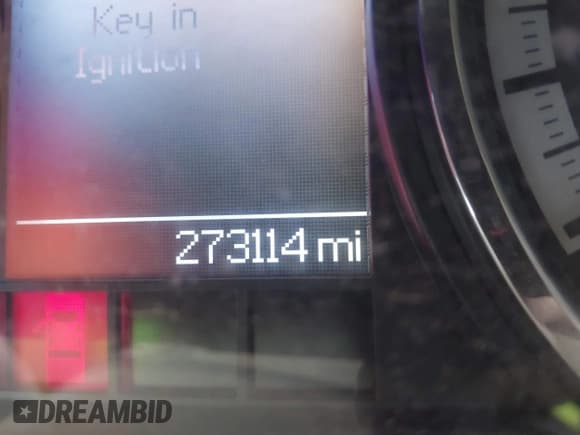 Key in
Ignition
273114 mi
DREAMBID